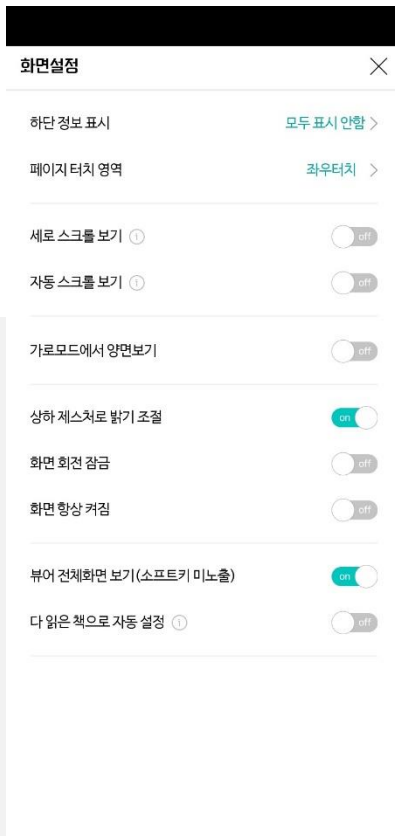 화면설정
하단 정보 표시 모두 표시 안함 >
페이지 터치 영역 좌우터치 >
세로 스크롤 보기 off
자동 스크롤 보기 off
가로모드에서 양면보기 off
상하 제스처로 밝기 조절 on
화면 회전 잠금 off
화면 항상 켜짐 off
뷰어 전체화면 보기(소프트키 미노출) on
다 읽은 책으로 자동 설정 off